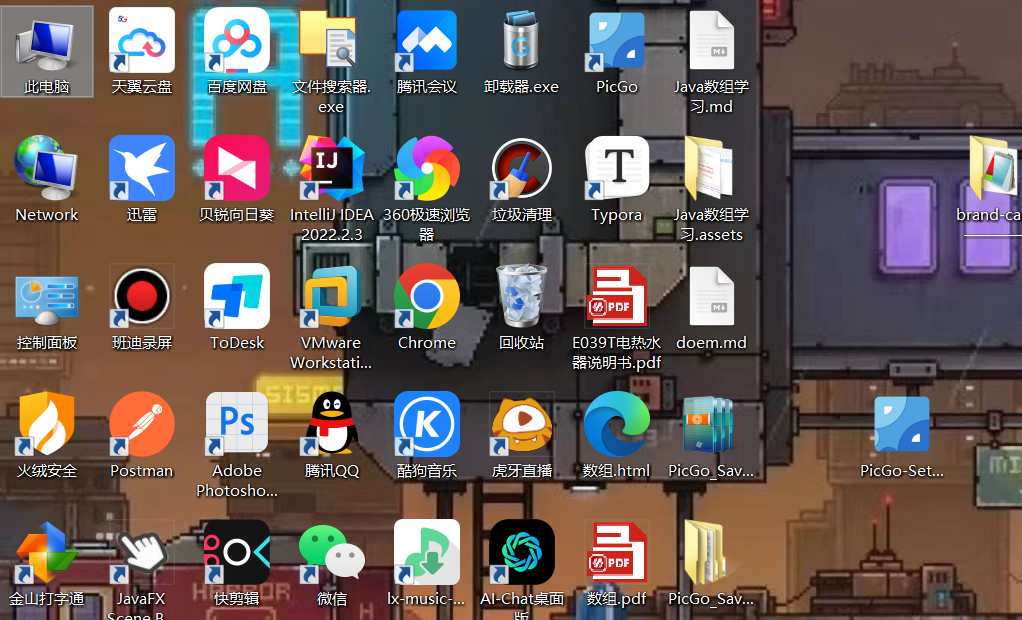 此电脑
天翼云盘
百度网盘
文件搜索器.
exe
腾讯会议
卸载器.exe
PicGo
Java数组学
习.md
Network
迅雷
贝锐向日葵
IntelliJ IDEA
2022.2.3
360极速浏览
器
垃圾清理
Typora
Java数组学
习.assets
brand-ca
控制面板
班迪录屏
ToDesk
VMware
Workstati...
Chrome
回收站
E039T电热水
器说明书.pdf
doem.md
火绒安全
Postman
Adobe
Photosho...
腾讯QQ
酷狗音乐
虎牙直播
数组.html
PicGo_Sav...
PicGo-Set...
金山打字通
JavaFX
Scene B
快剪辑
微信
lx-music-...
AI-Chat桌面
版
数组.pdf
PicGo_Sav...
5G
IJ
G
T
M
PDF
M
Ps
K
PDF
SIS